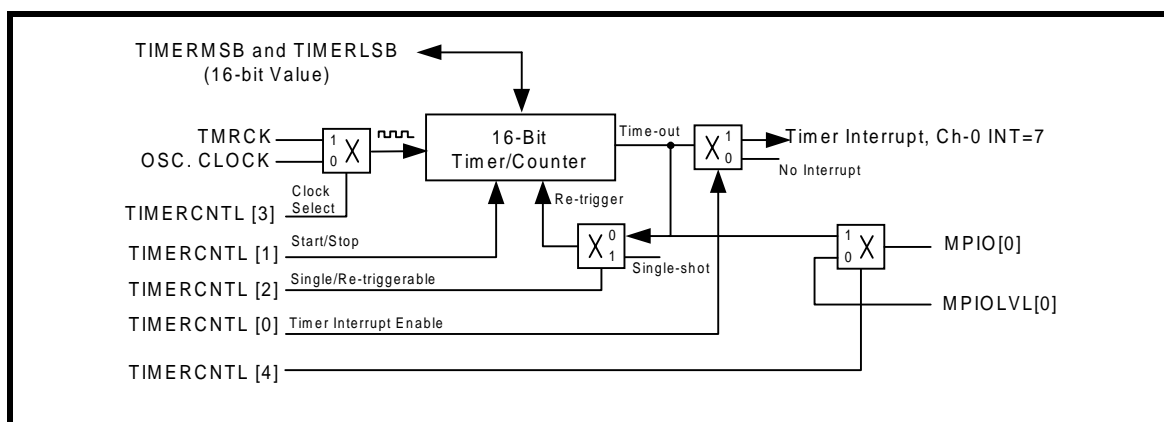 TIMERMSB and TIMERLSB
(16-bit Value)
TMRCK
OSC. CLOCK
1
0
X
16-Bit
Timer/Counter
Time-out
X
1
0
Timer Interrupt, Ch-0 INT=7
No Interrupt
Clock
Select
TIMERCNTL [3]
Re-trigger
TIMERCNTL [1]
Start/Stop
X
0
1
Single-shot
1
0
X
MPIO[0]
TIMERCNTL [2]
Single/Re-triggerable
MPIOLVL[0]
TIMERCNTL [0]
Timer Interrupt Enable
TIMERCNTL [4]